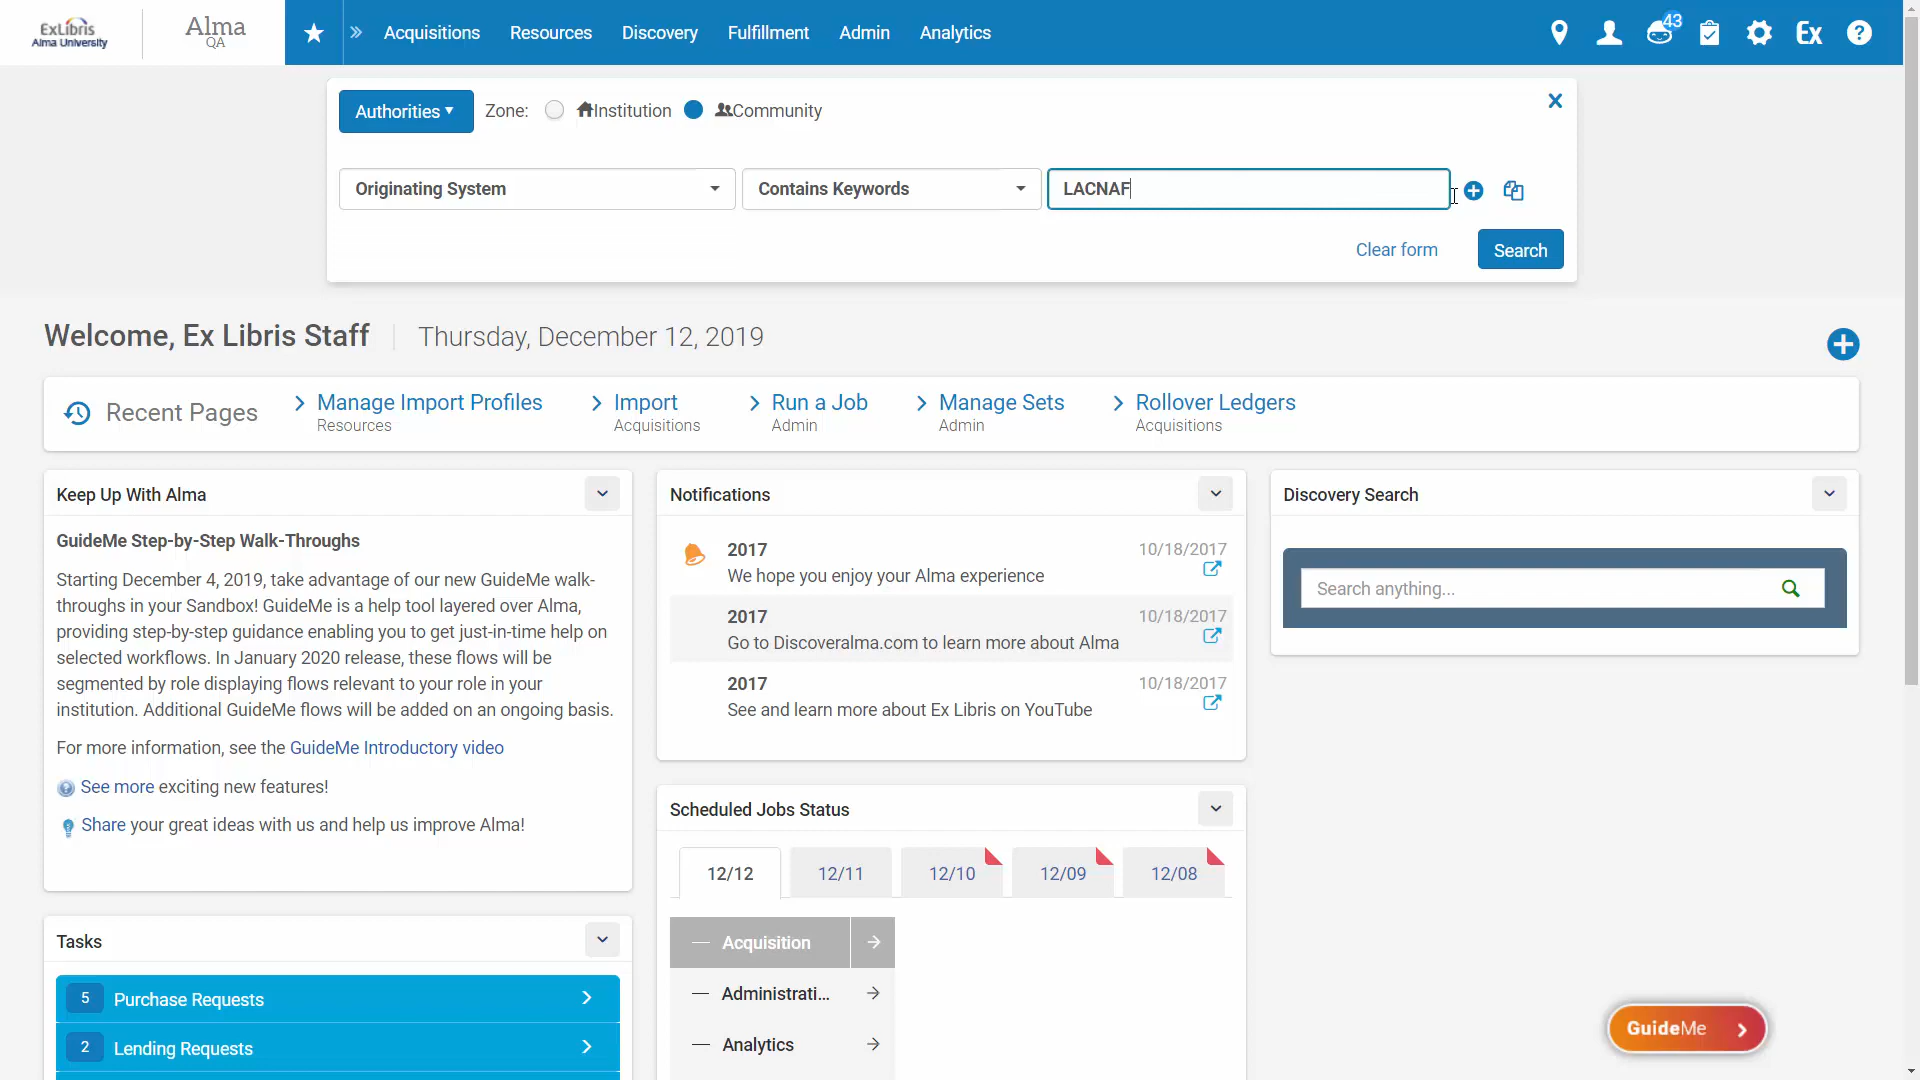 ExLibris
Alma University
Alma
QA
Acquisitions
Resources
Discovery
Fulfillment
Admin
Analytics
43
Ex
?
Authorities
Zone:
Institution
Community
Originating System
Contains Keywords
LACNAF
Clear form
Search
Welcome, Ex Libris Staff
Thursday, December 12, 2019
Recent Pages
Manage Import Profiles
Resources
Import
Acquisitions
Run a Job
Admin
Manage Sets
Admin
Rollover Ledgers
Acquisitions
Keep Up With Alma
GuideMe Step-by-Step Walk-Throughs
Starting December 4, 2019, take advantage of our new GuideMe walk-
throughs in your Sandbox! GuideMe is a help tool layered over Alma,
providing step-by-step guidance enabling you to get just-in-time help on
selected workflows. In January 2020 release, these flows will be
segmented by role displaying flows relevant to your role in your
institution. Additional GuideMe flows will be added on an ongoing basis.
For more information, see the GuideMe Introductory video
See more exciting new features!
Share your great ideas with us and help us improve Alma!
Tasks
5 Purchase Requests
2 Lending Requests
Notifications
2017 10/18/2017
We hope you enjoy your Alma experience
2017 10/18/2017
Go to Discoveralma.com to learn more about Alma
2017 10/18/2017
See and learn more about Ex Libris on YouTube
Scheduled Jobs Status
12/12
12/11
12/10
12/09
12/08
Acquisition
Administrati...
Analytics
Discovery Search
Search anything...
GuideMe